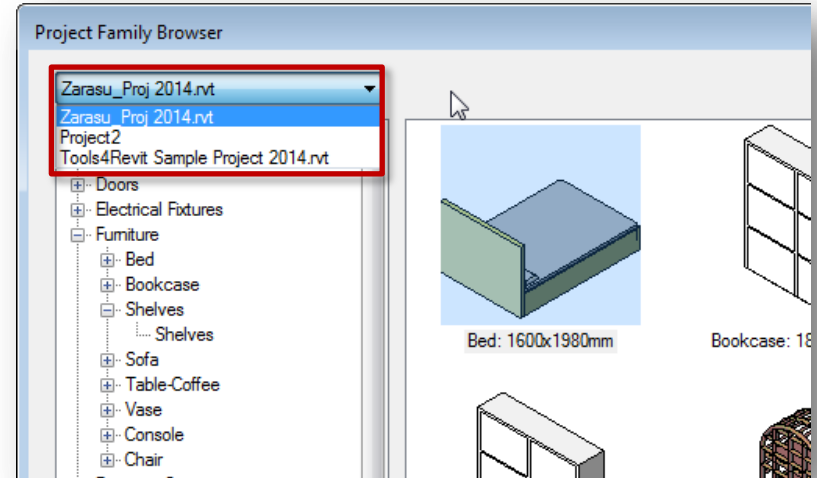 Project Family Browser
Zarasu_Proj 2014.rvt
Zarasu_Proj 2014.rvt
Project2
Tools4Revit Sample Project 2014.rvt
Doors
Electrical Fixtures
Furniture
Bed
Bookcase
Shelves
Shelves
Sofa
Table-Coffee
Vase
Console
Chair
Bed: 1600x1980mm
Bookcase: 18